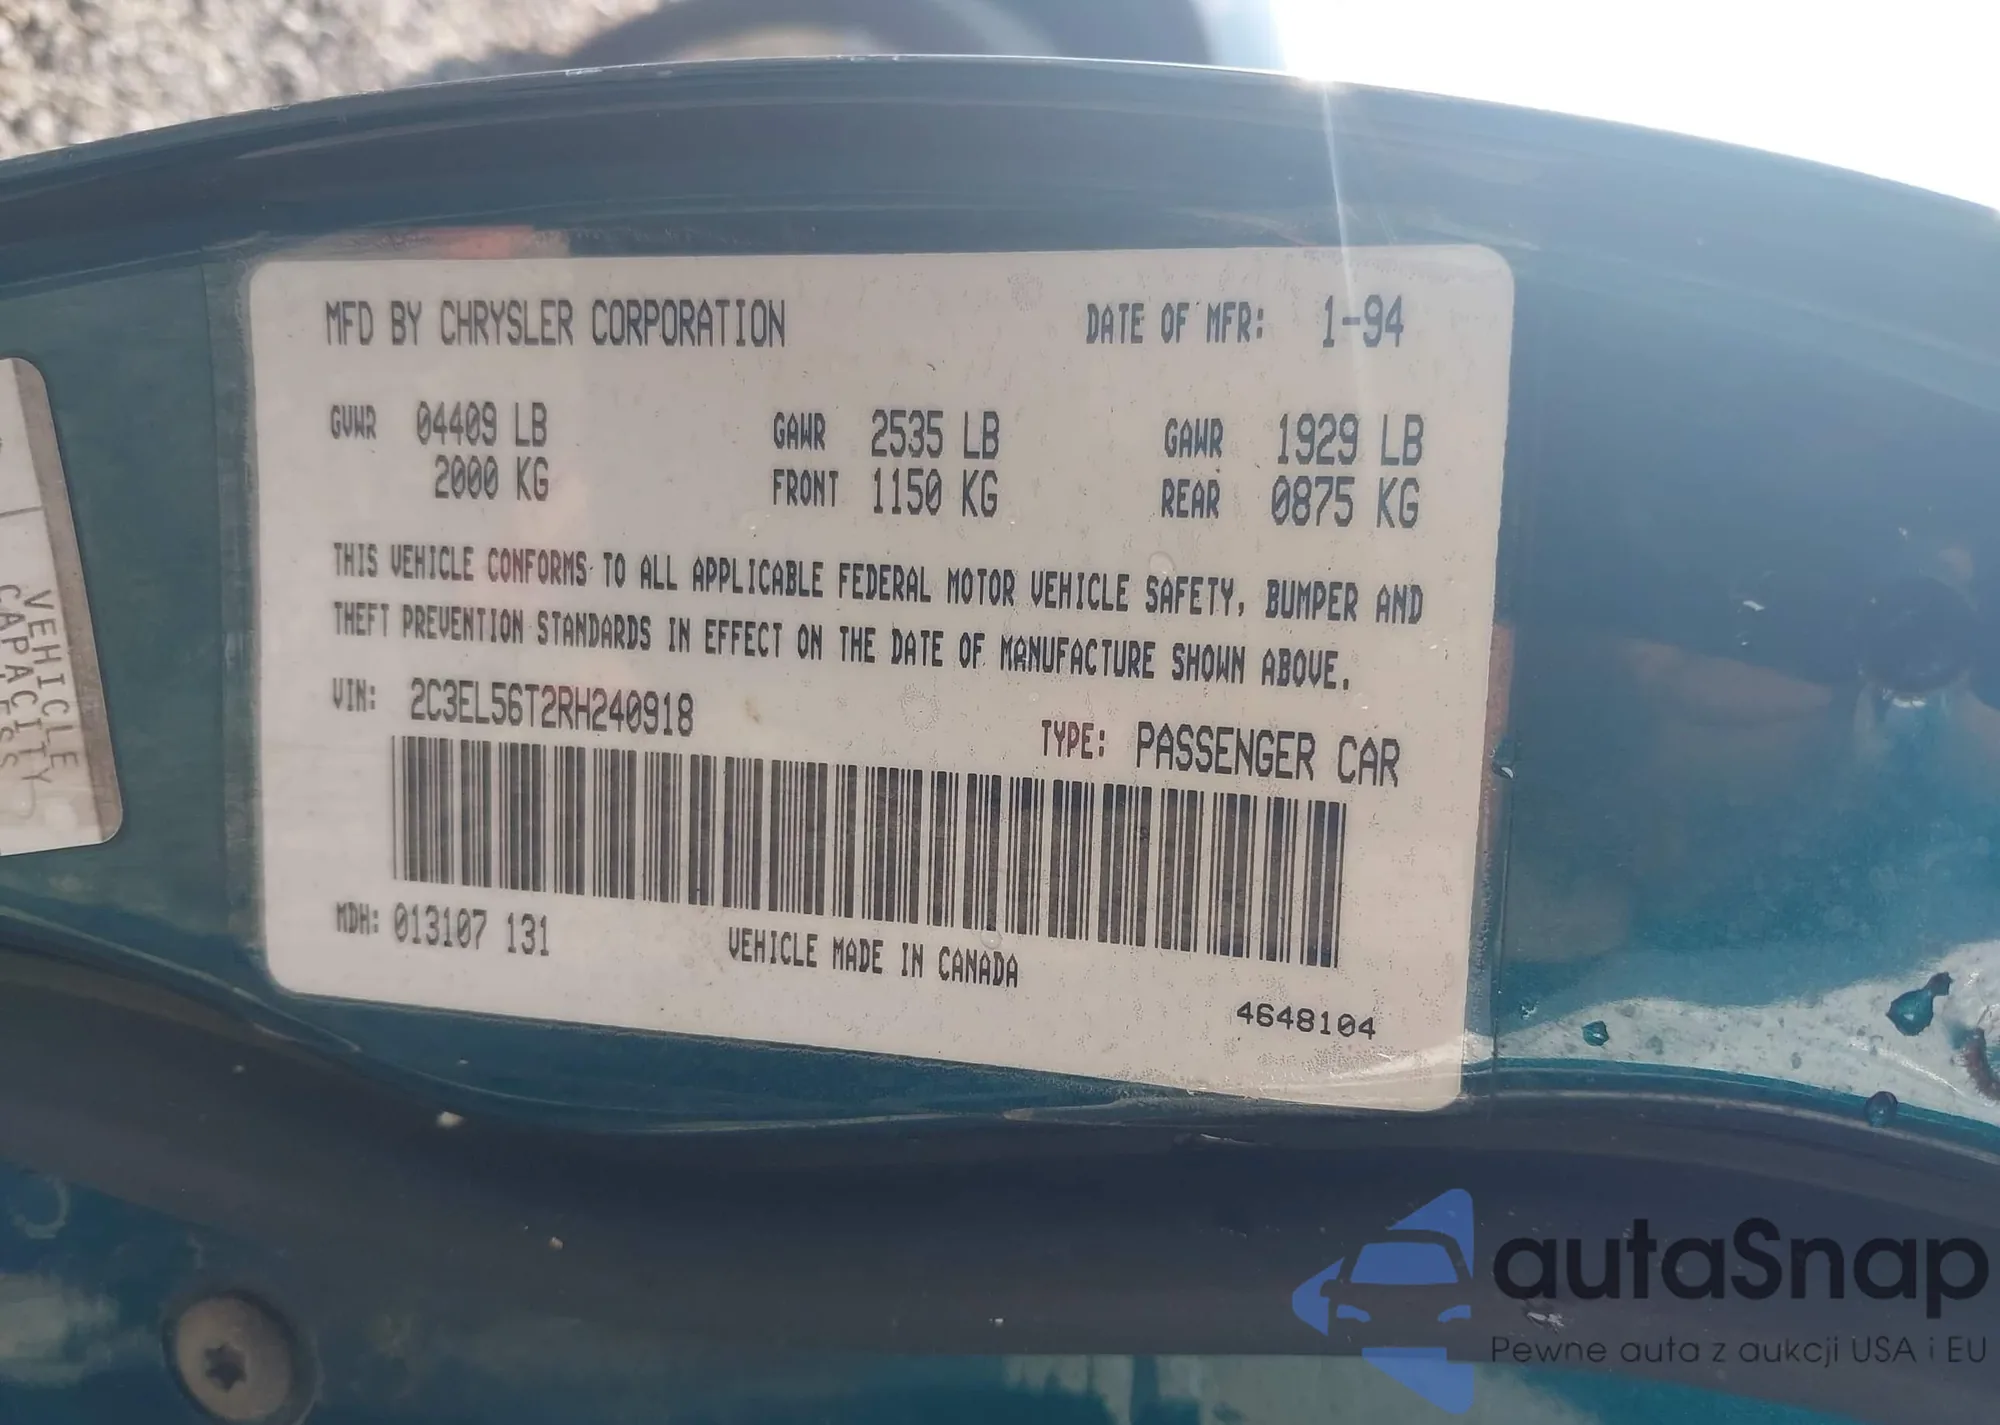 MFD BY CHRYSLER CORPORATION DATE OF MFR: 1-94
GVWR 04409 LB GAWR 2535 LB GAWR 1929 LB
2000 KG FRONT 1150 KG REAR 0875 KG
THIS VEHICLE CONFORMS TO ALL APPLICABLE FEDERAL MOTOR VEHICLE SAFETY, BUMPER AND
THEFT PREVENTION STANDARDS IN EFFECT ON THE DATE OF MANUFACTURE SHOWN ABOVE.
VIN: 2C3EL56T2RH240918
TYPE: PASSENGER CAR
MDH: 013107 131
VEHICLE MADE IN CANADA
4648104
VEHICLE
CAPACITY
autaSnap
Pewne auta z aukcji USA i EU